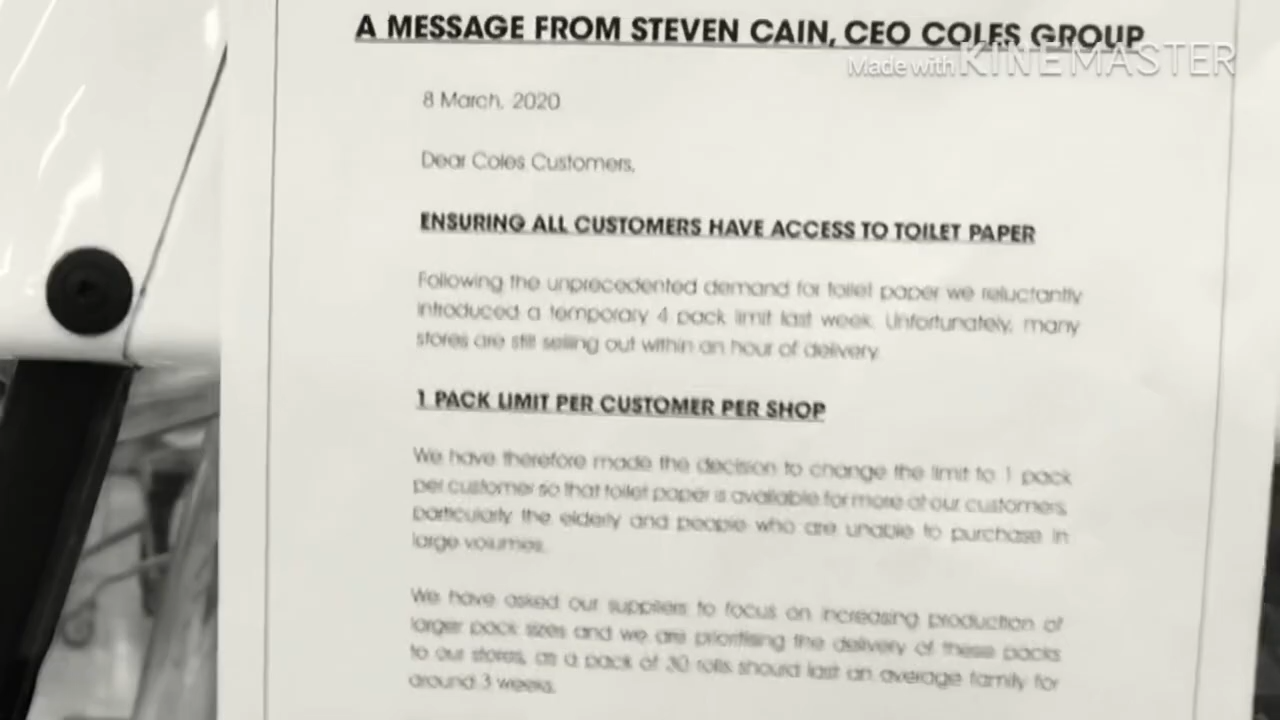 A MESSAGE FROM STEVEN CAIN, CEO COLES GROUP
Made with KINEMASTER
8 March, 2020
Dear Coles Customers,
ENSURING ALL CUSTOMERS HAVE ACCESS TO TOILET PAPER
Following the unprecedented demand for toilet paper we reluctantly
introduced a temporary 4 pack limit last week. Unfortunately, many
stores are still selling out within an hour of delivery.
1 PACK LIMIT PER CUSTOMER PER SHOP
We have therefore made the decision to change the limit to 1 pack
per customer so that toilet paper is available for more of our customers,
particularly the elderly and people who are unable to purchase in
large volumes.
We have asked our suppliers to focus on increasing production of
larger pack sizes and we are prioritising the delivery of these packs
to our stores, as a pack of 30 rolls should last an average family for
around 3 weeks.